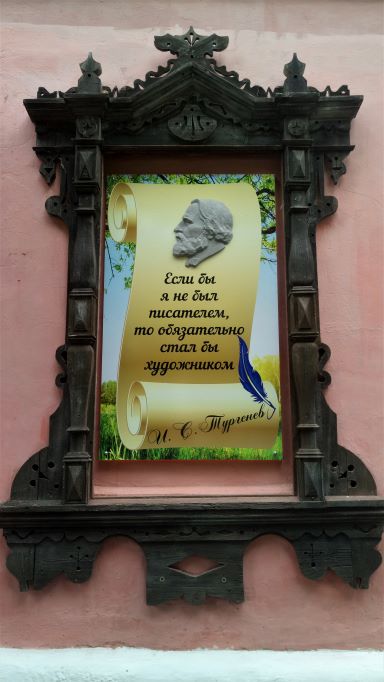 Если бы
я не был
писателем,
то обязательно
стал бы
художником
И. С. Тургенев